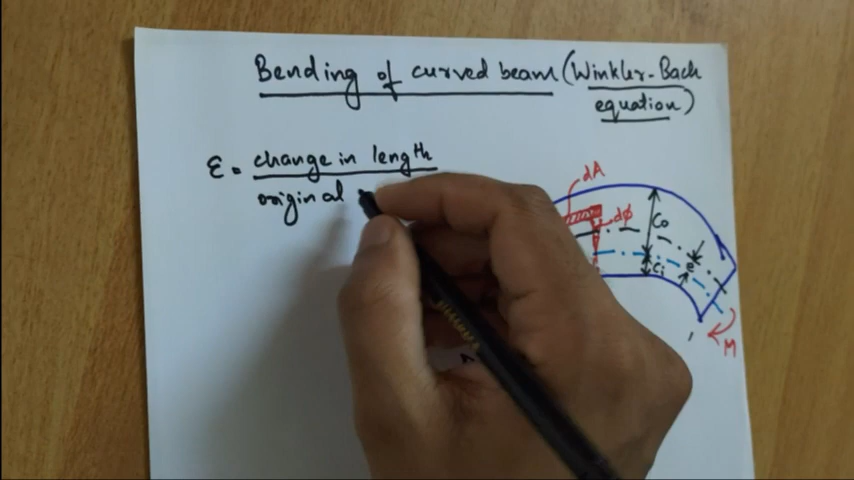 Bending of curved beam (Winkler-Bach
equation)
ε = change in length
original
dA
dφ
Co
Ci
e
M